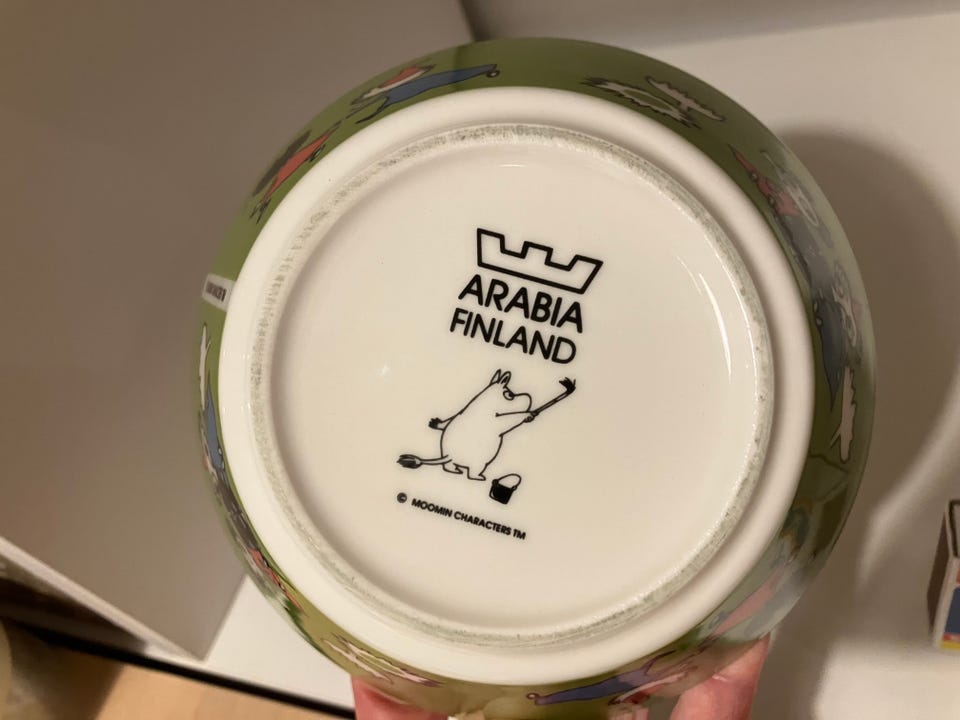 ARABIA
FINLAND
© MOOMIN CHARACTERS TM